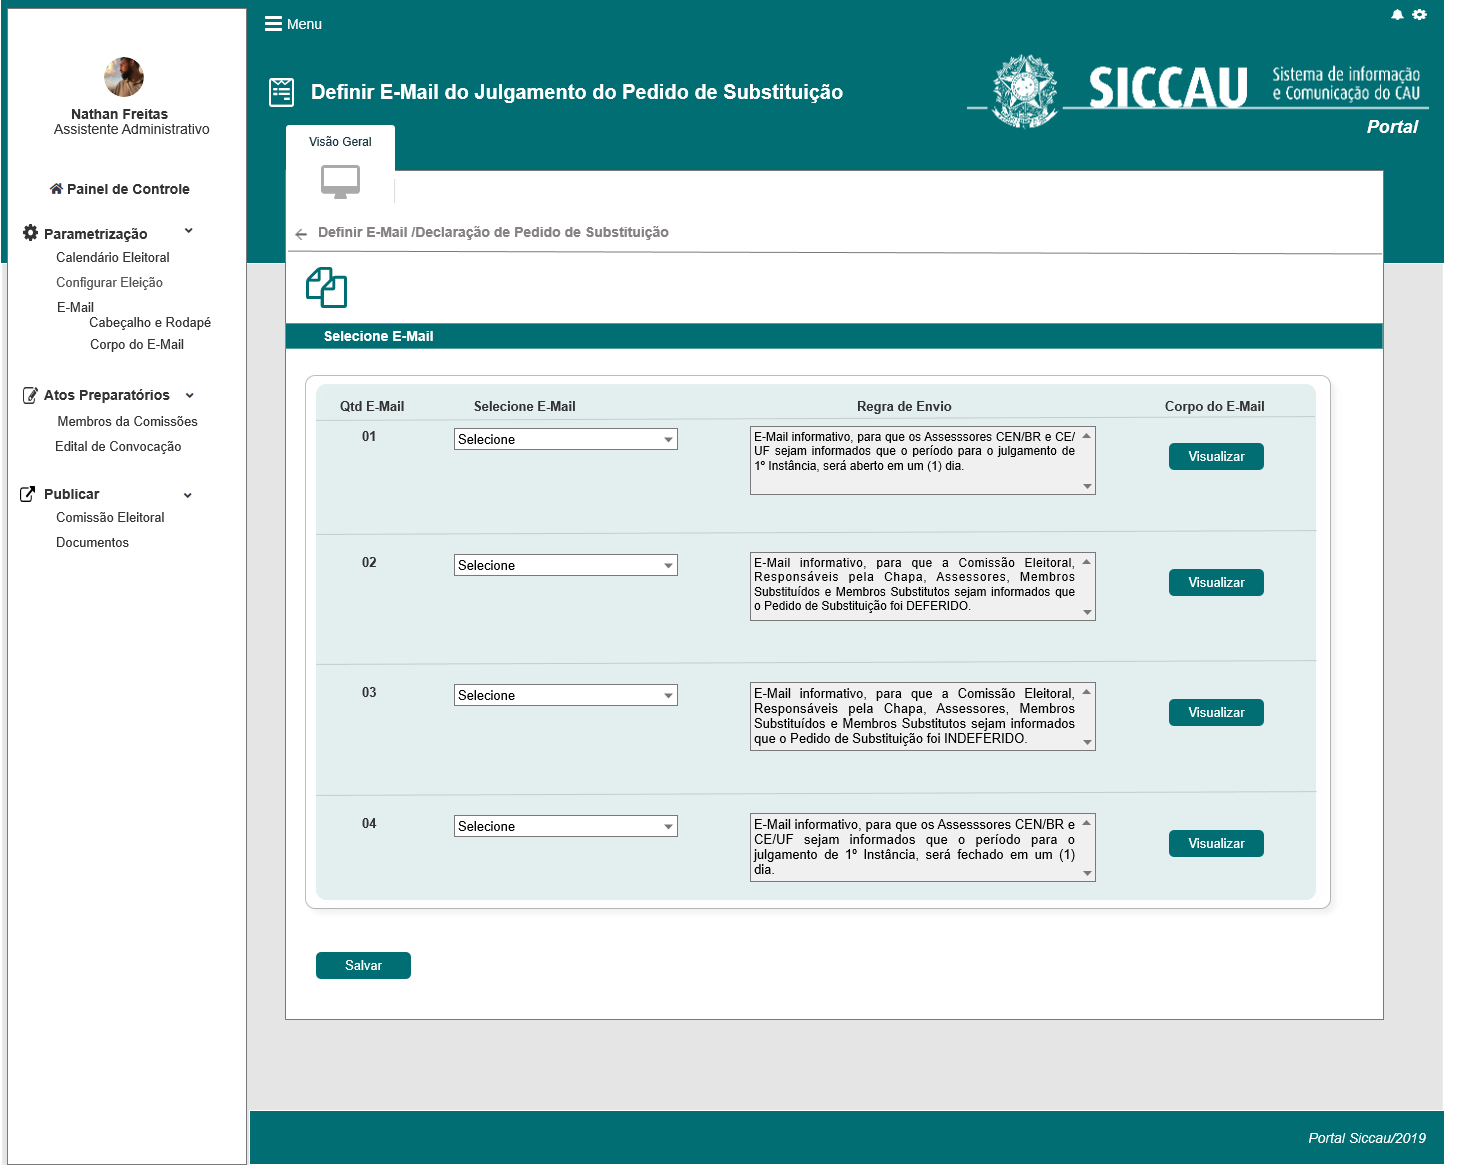 Menu
Definir E-Mail do Julgamento do Pedido de Substituição
SICCAU
Sistema de informação
e Comunicação do CAU
Portal
Nathan Freitas
Assistente Administrativo
Painel de Controle
Parametrização
Calendário Eleitoral
Configurar Eleição
E-Mail
Cabeçalho e Rodapé
Corpo do E-Mail
Atos Preparatórios
Membros da Comissões
Edital de Convocação
Publicar
Comissão Eleitoral
Documentos
Visão Geral
Definir E-Mail /Declaração de Pedido de Substituição
Selecione E-Mail
Qtd E-Mail Selecione E-Mail Regra de Envio Corpo do E-Mail
01
Selecione
E-Mail informativo, para que os Assesssores CEN/BR e CE/
UF sejam informados que o período para o julgamento de
1º Instância, será aberto em um (1) dia.
Visualizar
02
Selecione
E-Mail informativo, para que a Comissão Eleitoral,
Responsáveis pela Chapa, Assessores, Membros
Substituídos e Membros Substitutos sejam informados que
o Pedido de Substituição foi DEFERIDO.
Visualizar
03
Selecione
E-Mail informativo, para que a Comissão Eleitoral,
Responsáveis pela Chapa, Assessores, Membros
Substituídos e Membros Substitutos sejam informados
que o Pedido de Substituição foi INDEFERIDO.
Visualizar
04
Selecione
E-Mail informativo, para que os Assesssores CEN/BR e
CE/UF sejam informados que o período para o
julgamento de 1º Instância, será fechado em um (1)
dia.
Visualizar
Salvar
Portal Siccau/2019